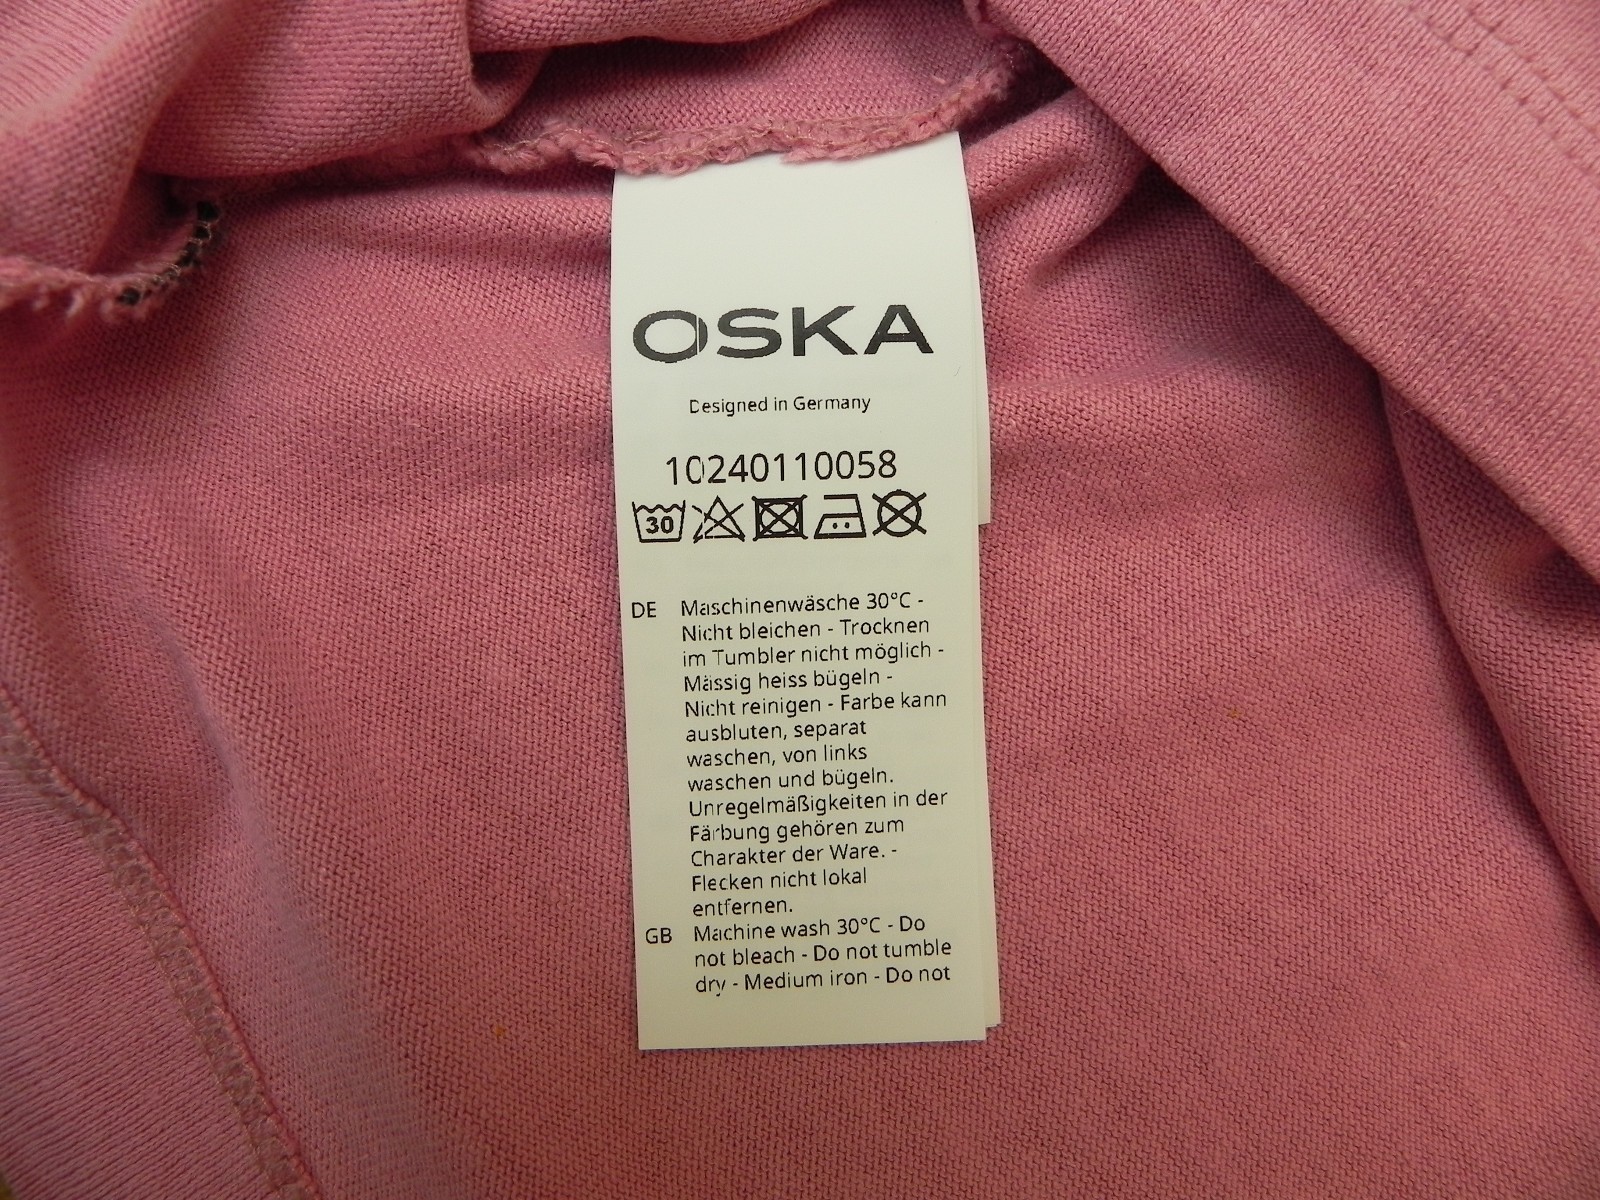 OSKA
Designed in Germany
10240110058
30
DE Maschinenwäsche 30°C -
Nicht bleichen - Trocknen
im Tumbler nicht möglich -
Mässig heiss bügeln -
Nicht reinigen - Farbe kann
ausbluten, separat
waschen, von links
waschen und bügeln.
Unregelmäßigkeiten in der
Färbung gehören zum
Charakter der Ware. -
Flecken nicht lokal
entfernen.
GB Machine wash 30°C - Do
not bleach - Do not tumble
dry - Medium iron - Do not